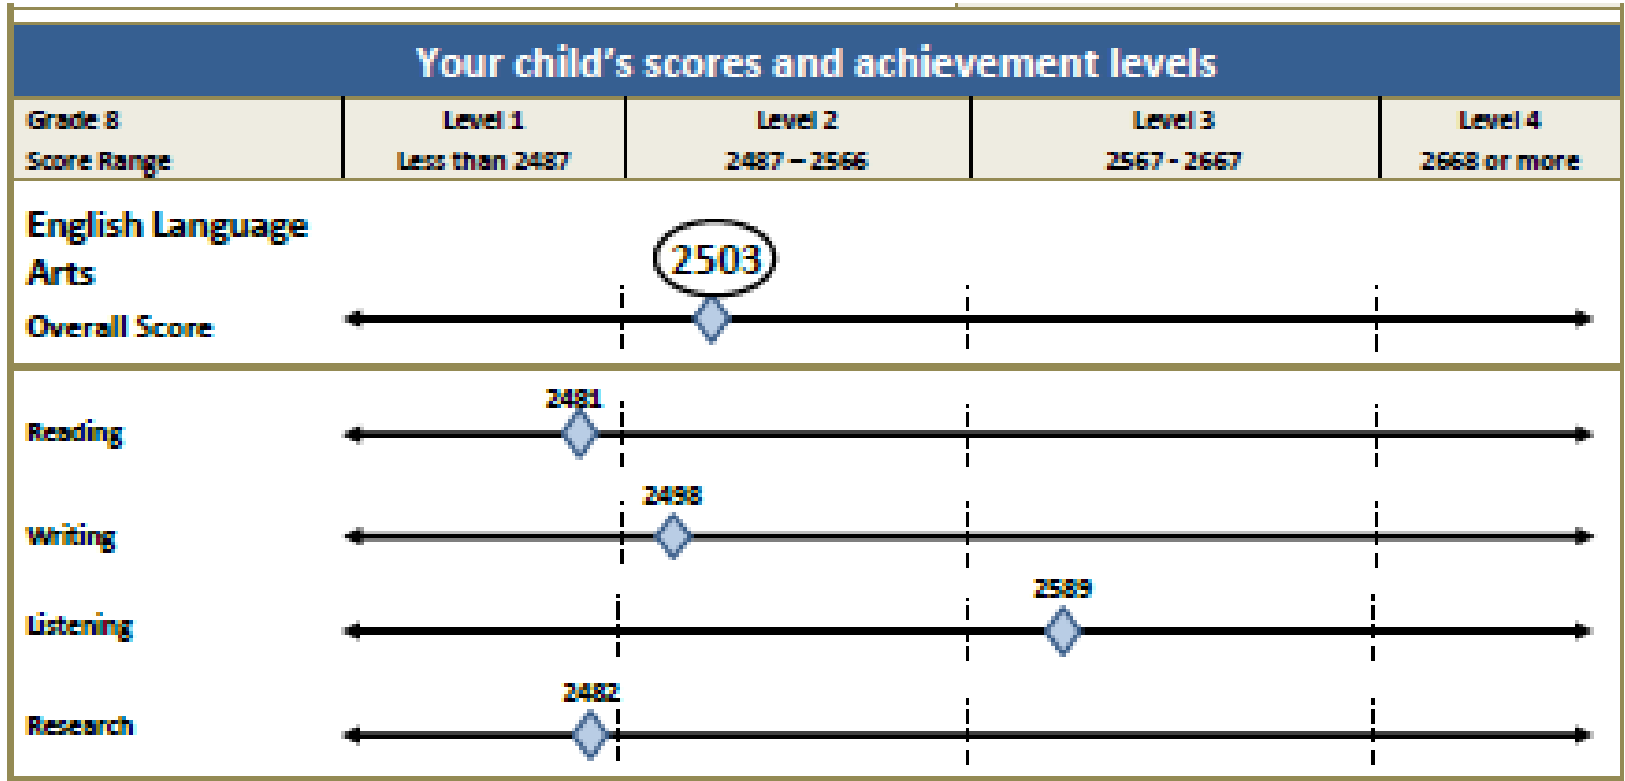 Your child's scores and achievement levels
Grade 8 Level 1 Level 2 Level 3 Level 4
Score Range Less than 2487 2487 – 2566 2567 - 2667 2668 or more
English Language
Arts
2503
Overall Score
2481
Reading
2498
Writing
2589
Listening
2482
Research